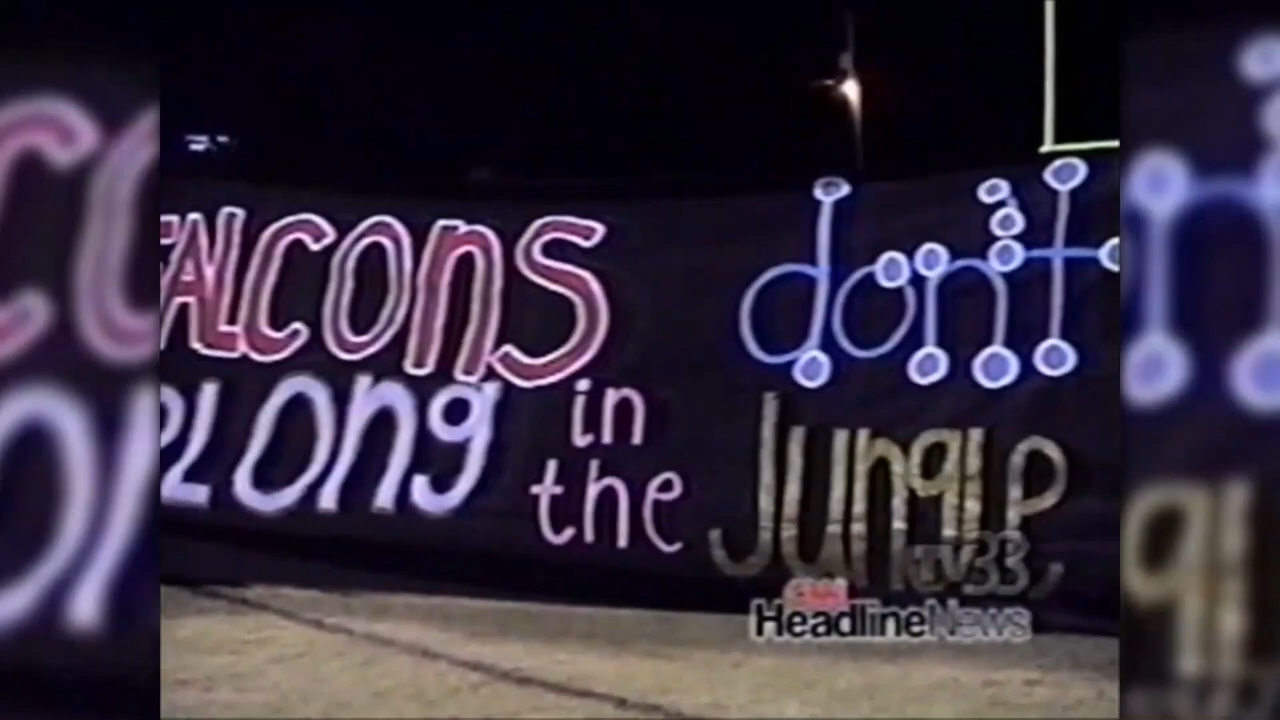 FALCONS don't
BELONG in the JUNGLE
TV33
CNN
HeadlineNews